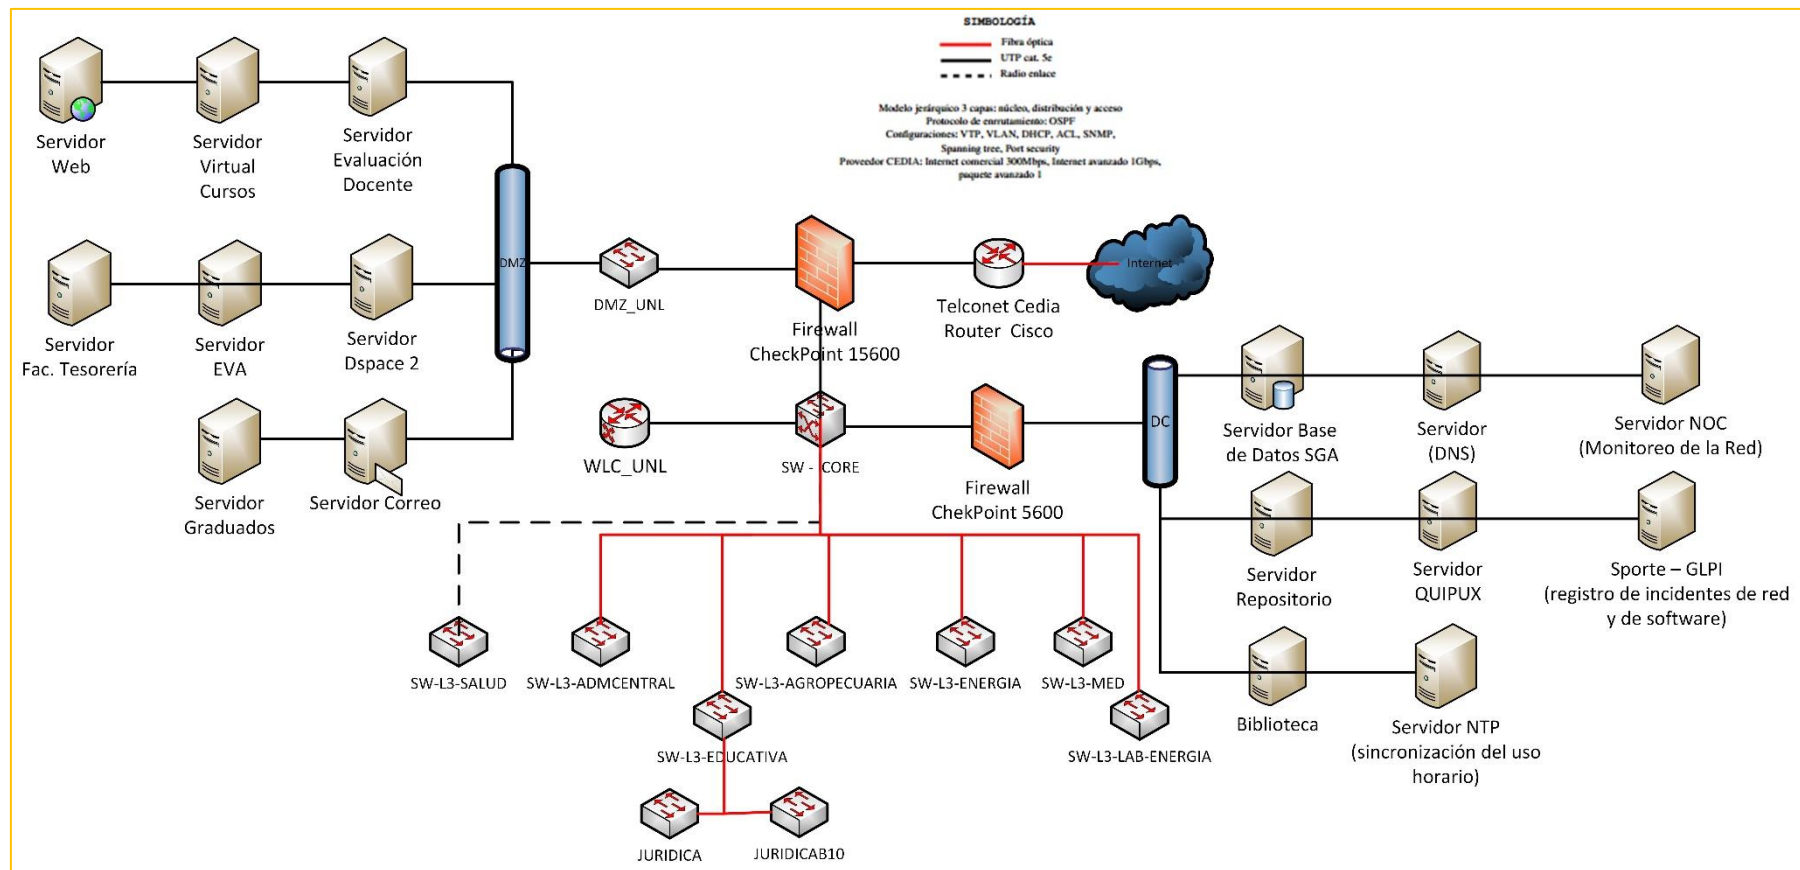 SIMBOLOGÍA
Fibra óptica
UTP cat. 5e
Radio enlace
Modelo jerárquico 3 capas: núcleo, distribución y acceso
Protocolo de enrrutamiento: OSPF
Configuraciones: VTP, VLAN, DHCP, ACL, SNMP,
Spanning tree, Port security
Proveedor CEDIA: Internet comercial 300Mbps, Internet avanzado 1Gbps,
paquete avanzado 1
Servidor
Web
Servidor
Virtual
Cursos
Servidor
Evaluación
Docente
Servidor
Fac. Tesorería
Servidor
EVA
Servidor
Dspace 2
Servidor
Graduados
Servidor Correo
DMZ
DMZ_UNL
Firewall
CheckPoint 15600
Telconet Cedia
Router Cisco
Internet
WLC_UNL
SW - CORE
Firewall
ChekPoint 5600
DC
Servidor Base
de Datos SGA
Servidor
(DNS)
Servidor NOC
(Monitoreo de la Red)
Servidor
Repositorio
Servidor
QUIPUX
Sporte – GLPI
(registro de incidentes de red
y de software)
Biblioteca
Servidor NTP
(sincronización del uso
horario)
SW-L3-SALUD
SW-L3-ADMCENTRAL
SW-L3-AGROPECUARIA
SW-L3-ENERGIA
SW-L3-MED
SW-L3-EDUCATIVA
SW-L3-LAB-ENERGIA
JURIDICA
JURIDICAB10